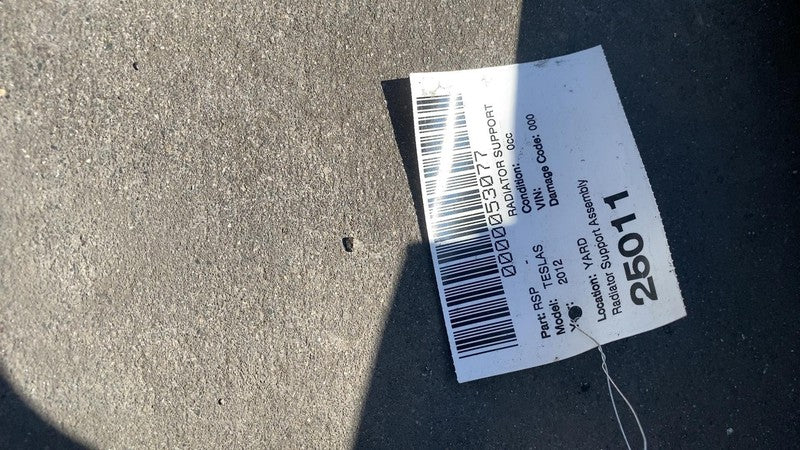 0000053077
RADIATOR SUPPORT
Part: RSP
Condition: 0cc
Model: TESLAS
VIN:
2012
Damage Code: 000
Location: YARD
Radiator Support Assembly
25011